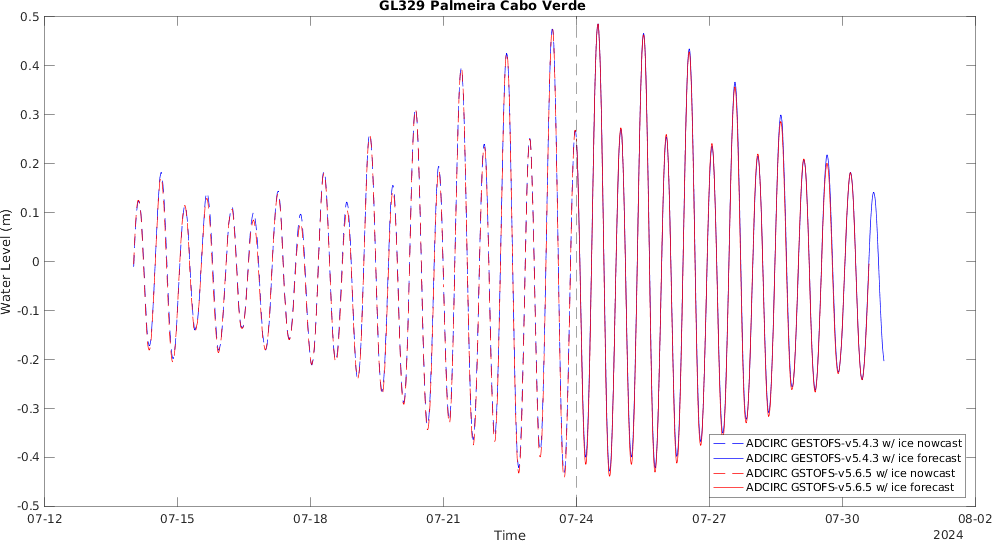 GL329 Palmeira Cabo Verde
0.5
0.4
0.3
0.2
0.1
0
-0.1
-0.2
-0.3
-0.4
-0.5
Water Level (m)
ADCIRC GESTOFS-v5.4.3 w/ ice nowcast
ADCIRC GESTOFS-v5.4.3 w/ ice forecast
ADCIRC GSTOFS-v5.6.5 w/ ice nowcast
ADCIRC GSTOFS-v5.6.5 w/ ice forecast
07-12 07-15 07-18 07-21 07-24 07-27 07-30 08-02
Time
2024